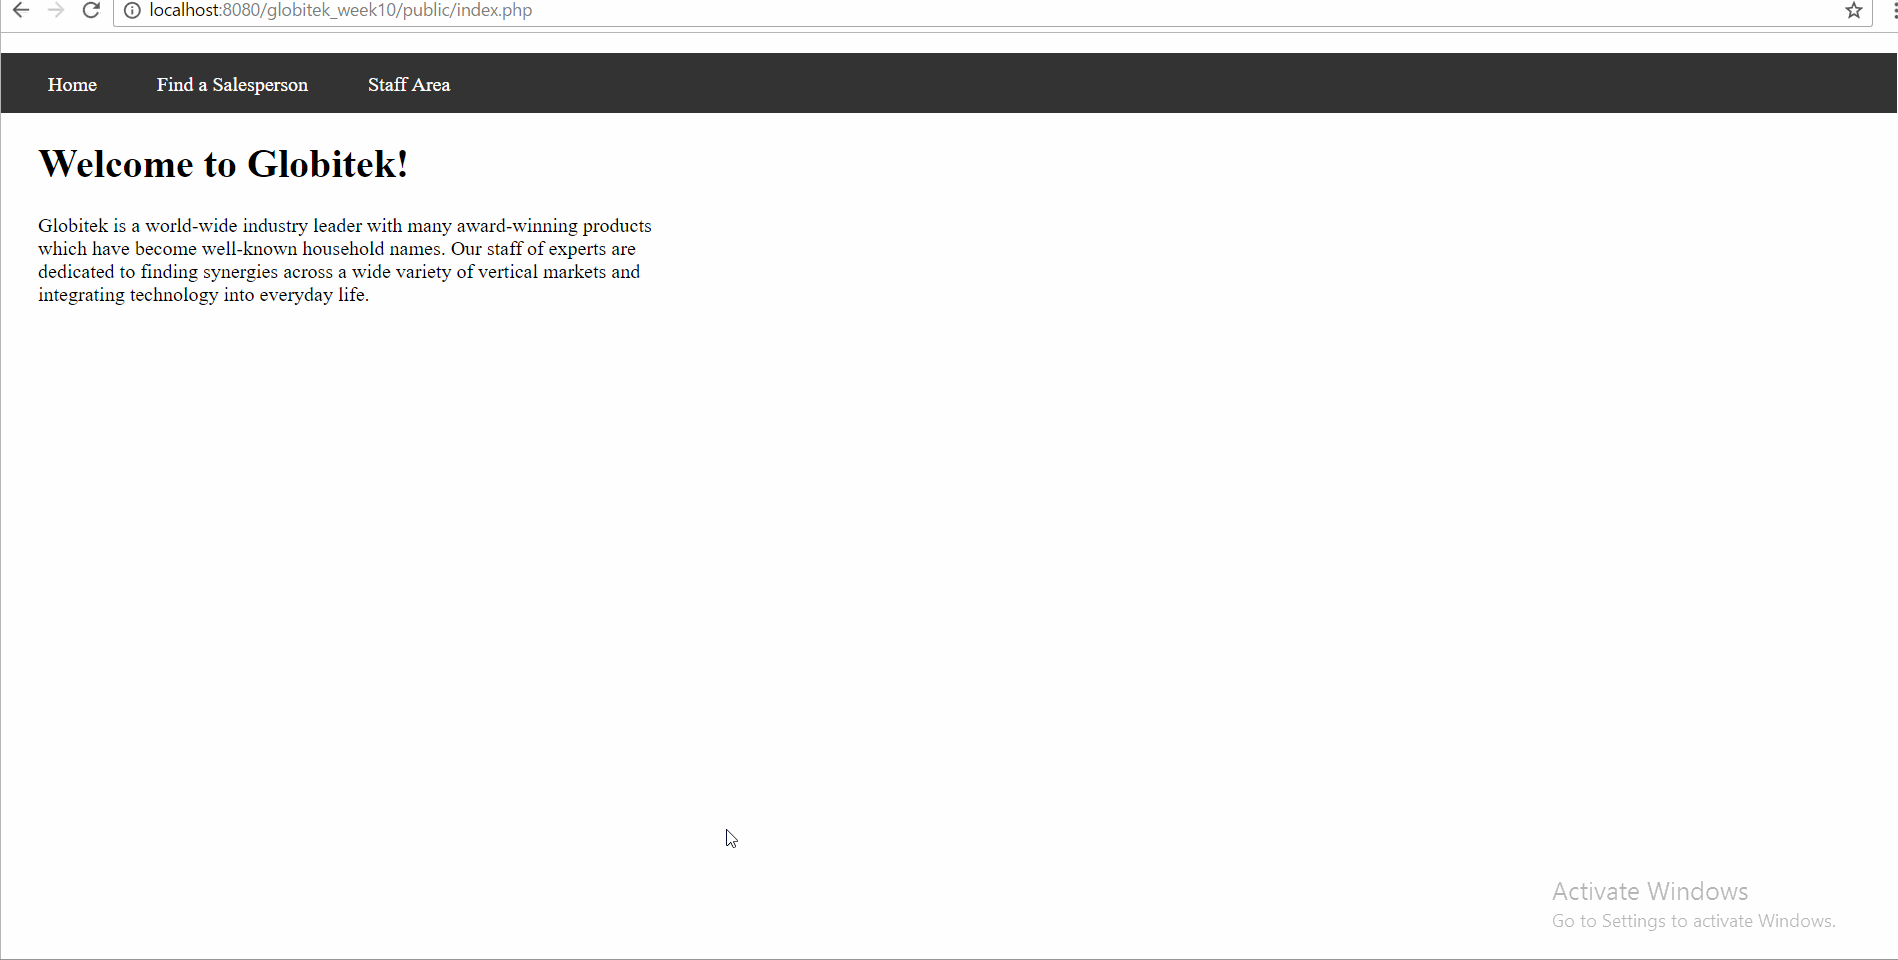 localhost:8080/globitek_week10/public/index.php
Home Find a Salesperson Staff Area
Welcome to Globitek!
Globitek is a world-wide industry leader with many award-winning products
which have become well-known household names. Our staff of experts are
dedicated to finding synergies across a wide variety of vertical markets and
integrating technology into everyday life.
Activate Windows
Go to Settings to activate Windows.